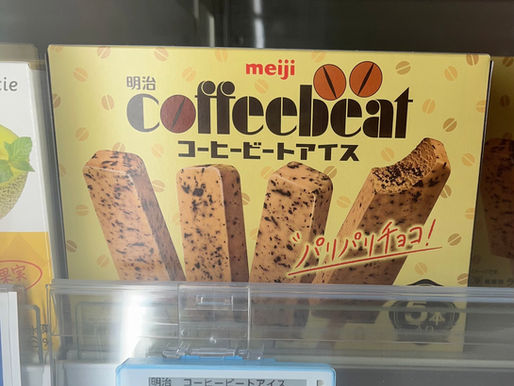 meiji
明治
coffeebeat
コーヒービートアイス
パリパリチョコ!
5本
明治 コーヒービートアイス